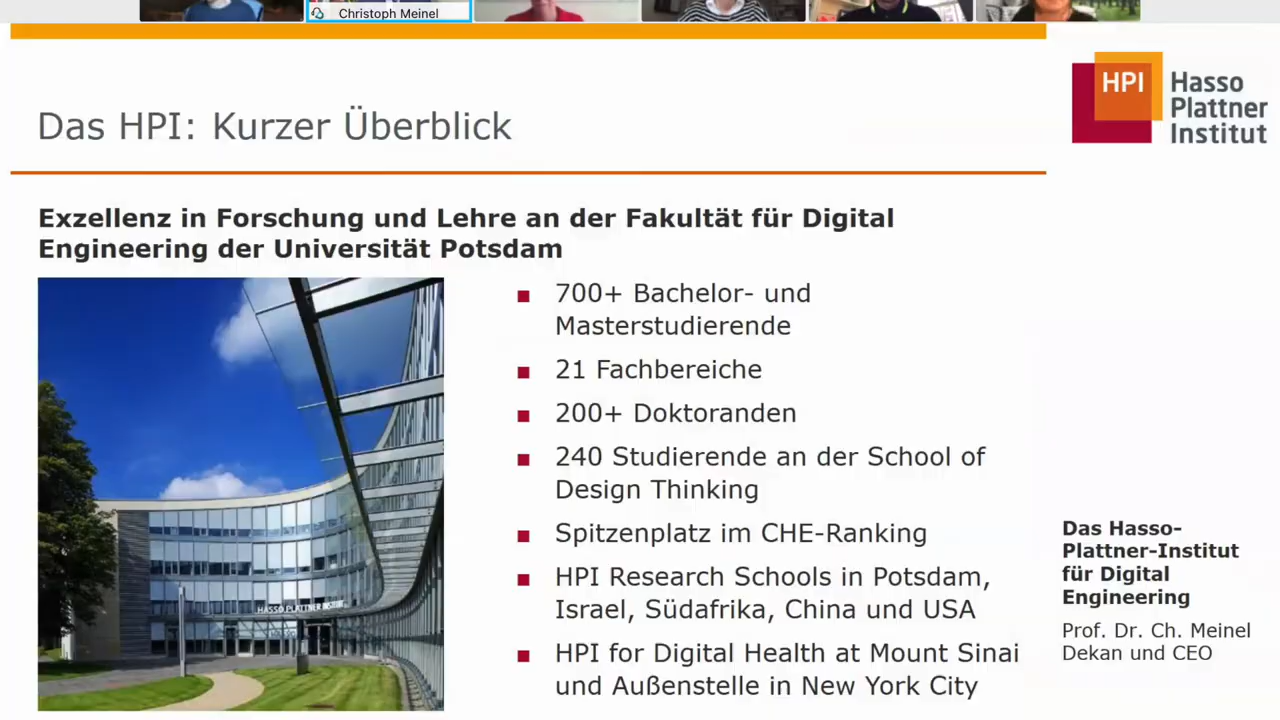 Christoph Meinel
HPI
Hasso
Plattner
Institut
Das HPI: Kurzer Überblick
Exzellenz in Forschung und Lehre an der Fakultät für Digital
Engineering der Universität Potsdam
HASSO PLATTNER INSTITUT
700+ Bachelor- und
Masterstudierende
21 Fachbereiche
200+ Doktoranden
240 Studierende an der School of
Design Thinking
Spitzenplatz im CHE-Ranking
HPI Research Schools in Potsdam,
Israel, Südafrika, China und USA
HPI for Digital Health at Mount Sinai
und Außenstelle in New York City
Das Hasso-
Plattner-Institut
für Digital
Engineering
Prof. Dr. Ch. Meinel
Dekan und CEO